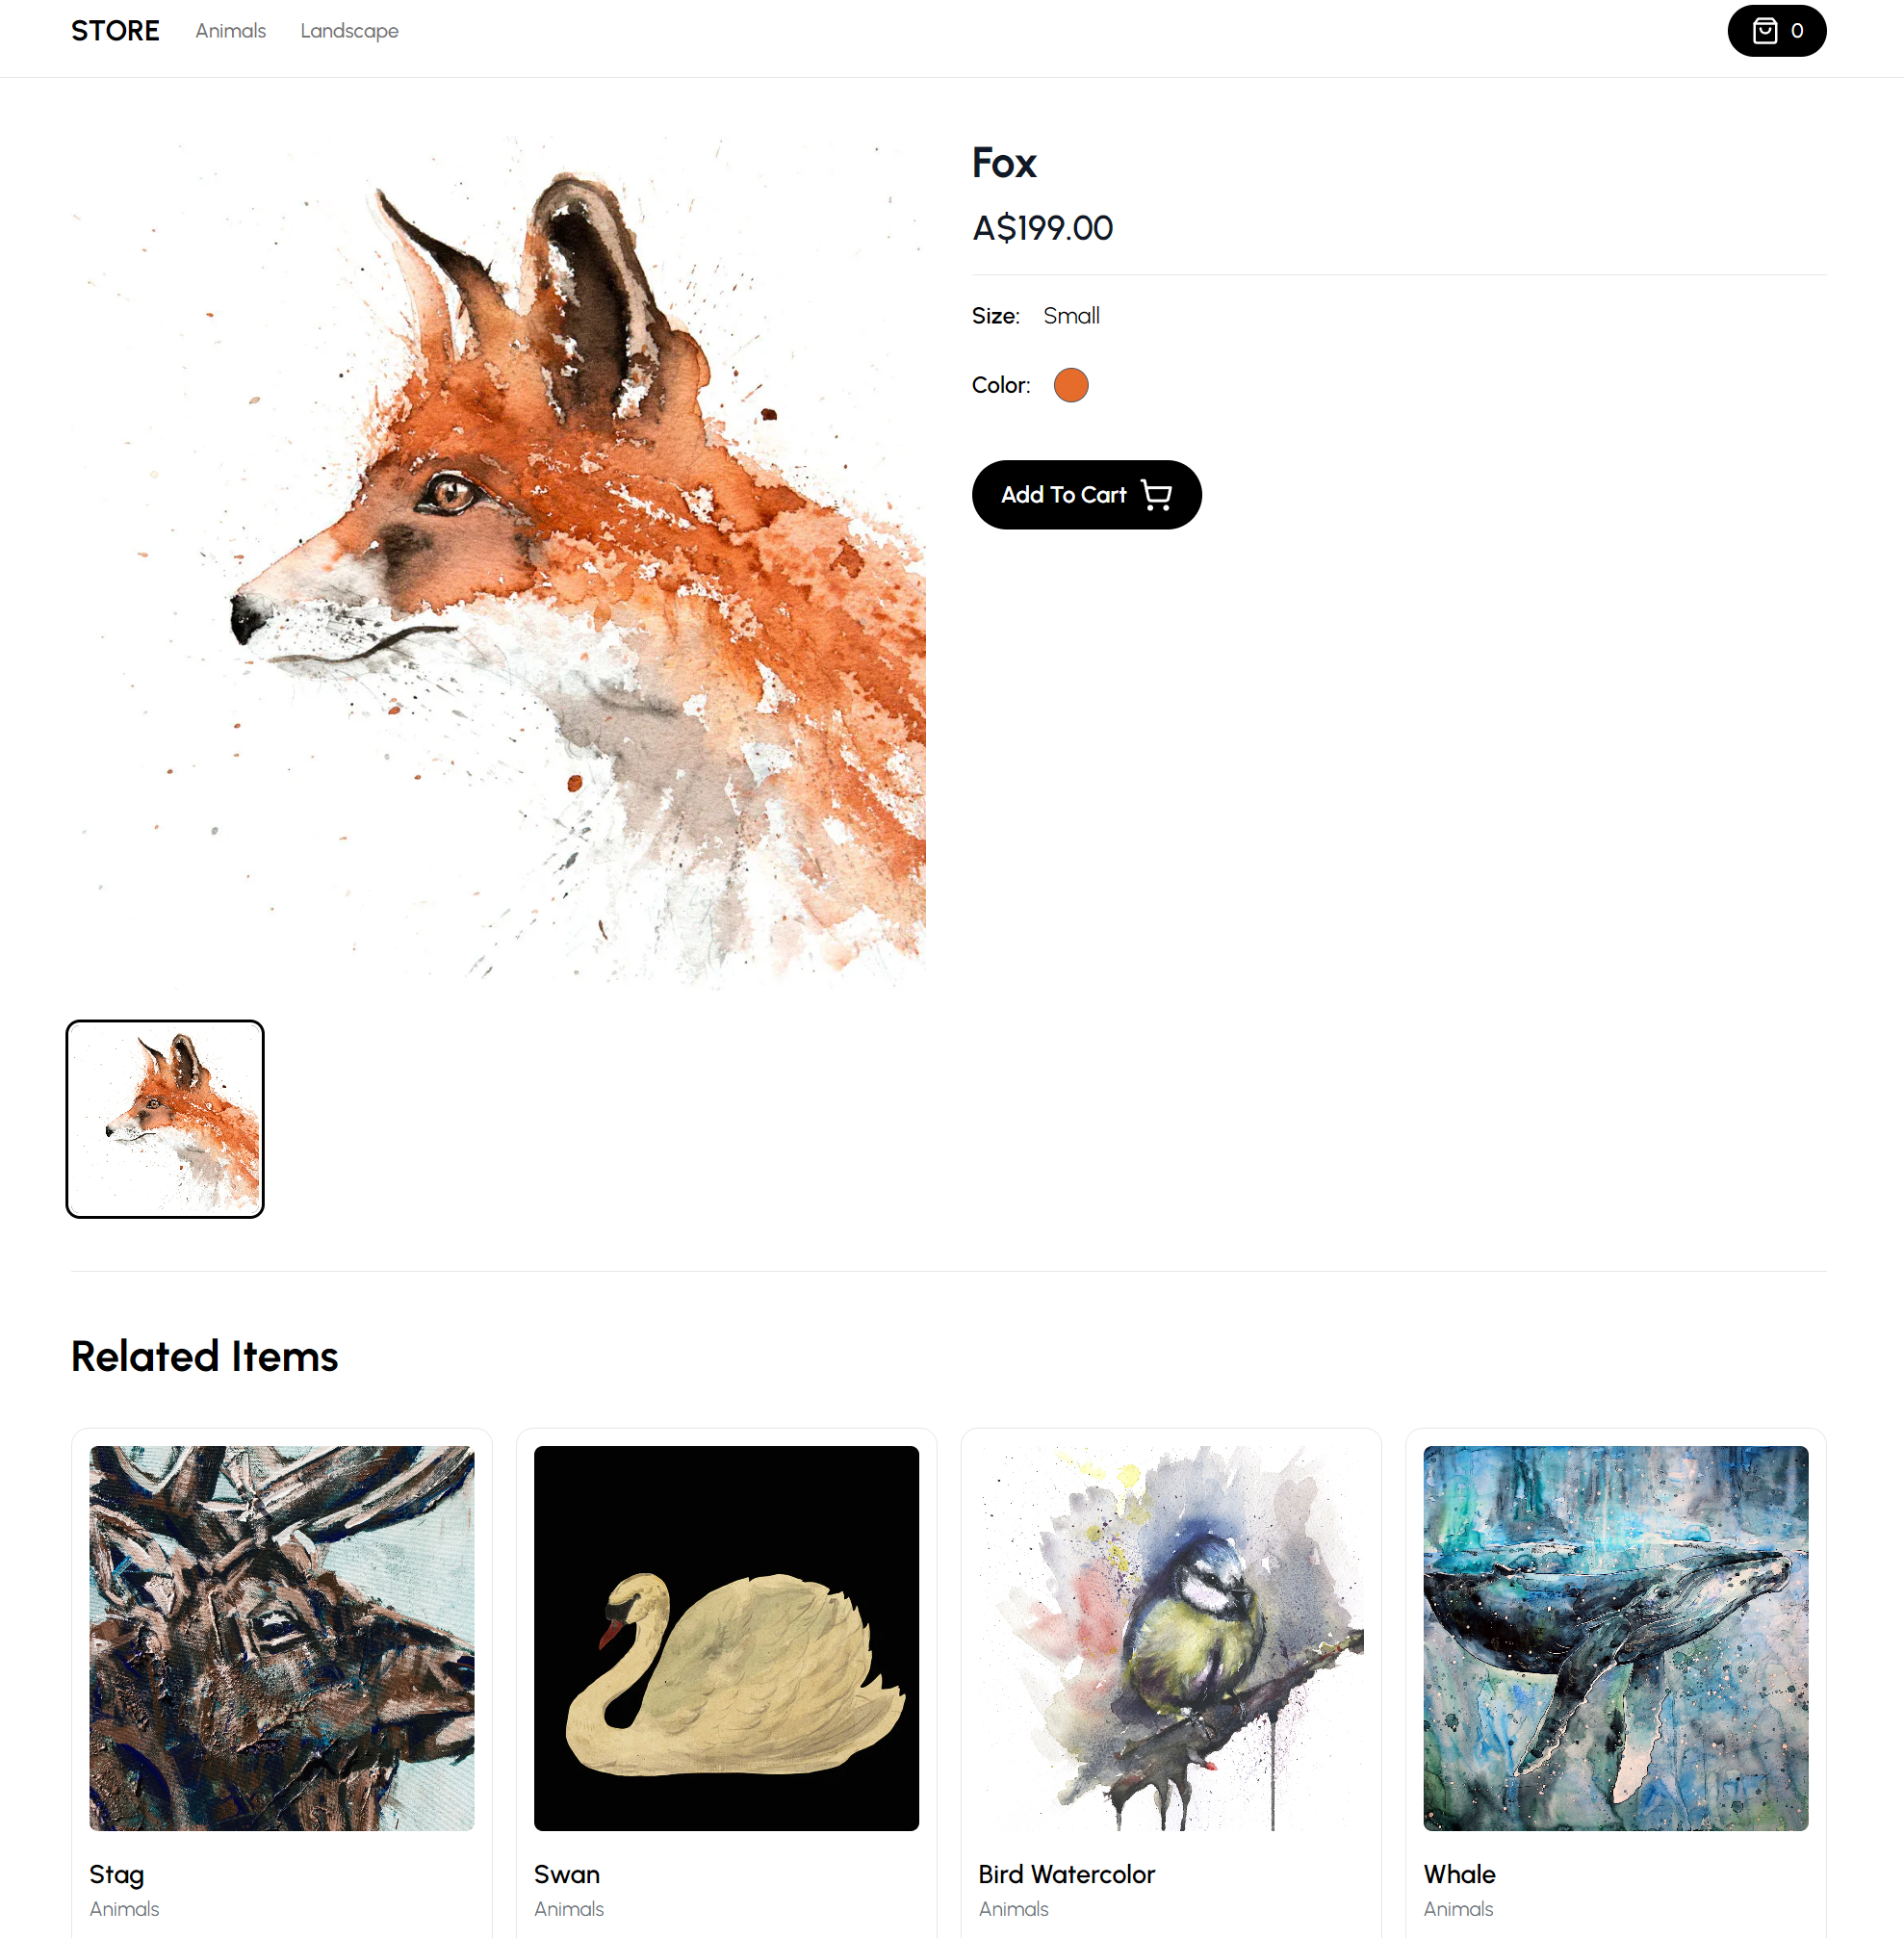 STORE Animals Landscape 0
Fox
A$199.00
Size: Small
Color:
Add To Cart
Related Items
Stag
Animals
Swan
Animals
Bird Watercolor
Animals
Whale
Animals